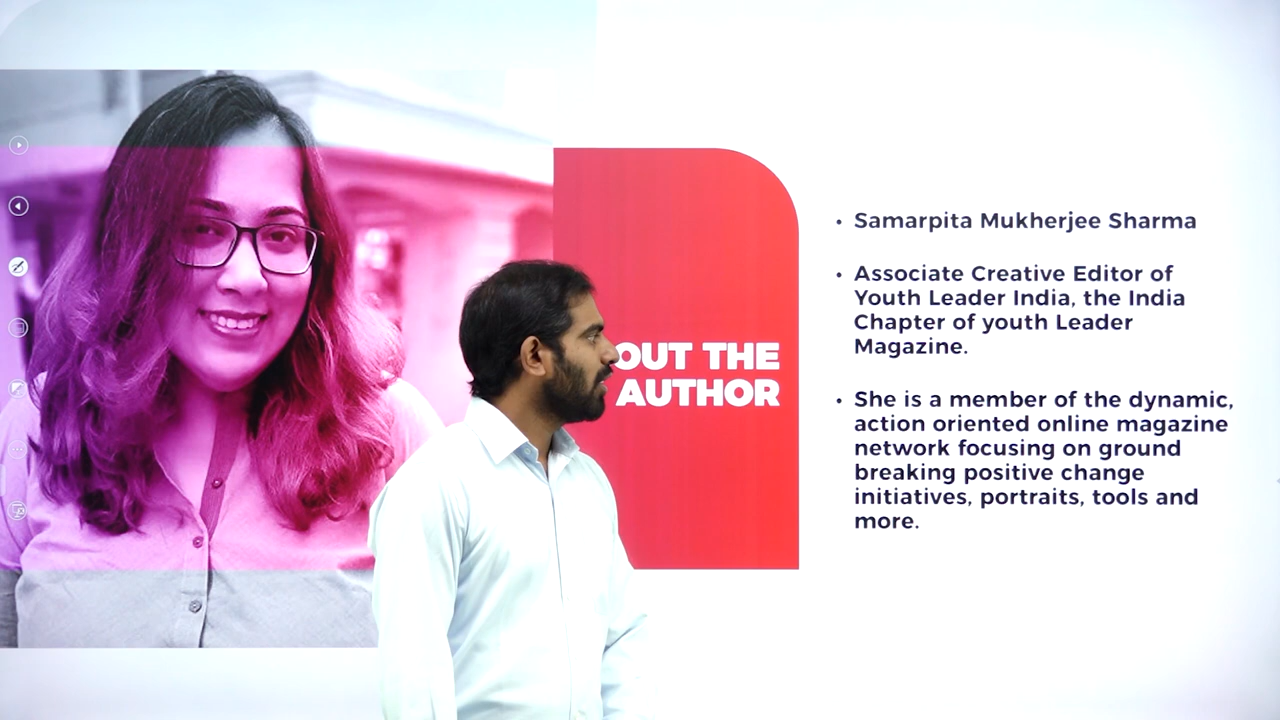 OUT THE
AUTHOR
• Samarpita Mukherjee Sharma
• Associate Creative Editor of
Youth Leader India, the India
Chapter of youth Leader
Magazine.
• She is a member of the dynamic,
action oriented online magazine
network focusing on ground
breaking positive change
initiatives, portraits, tools and
more.